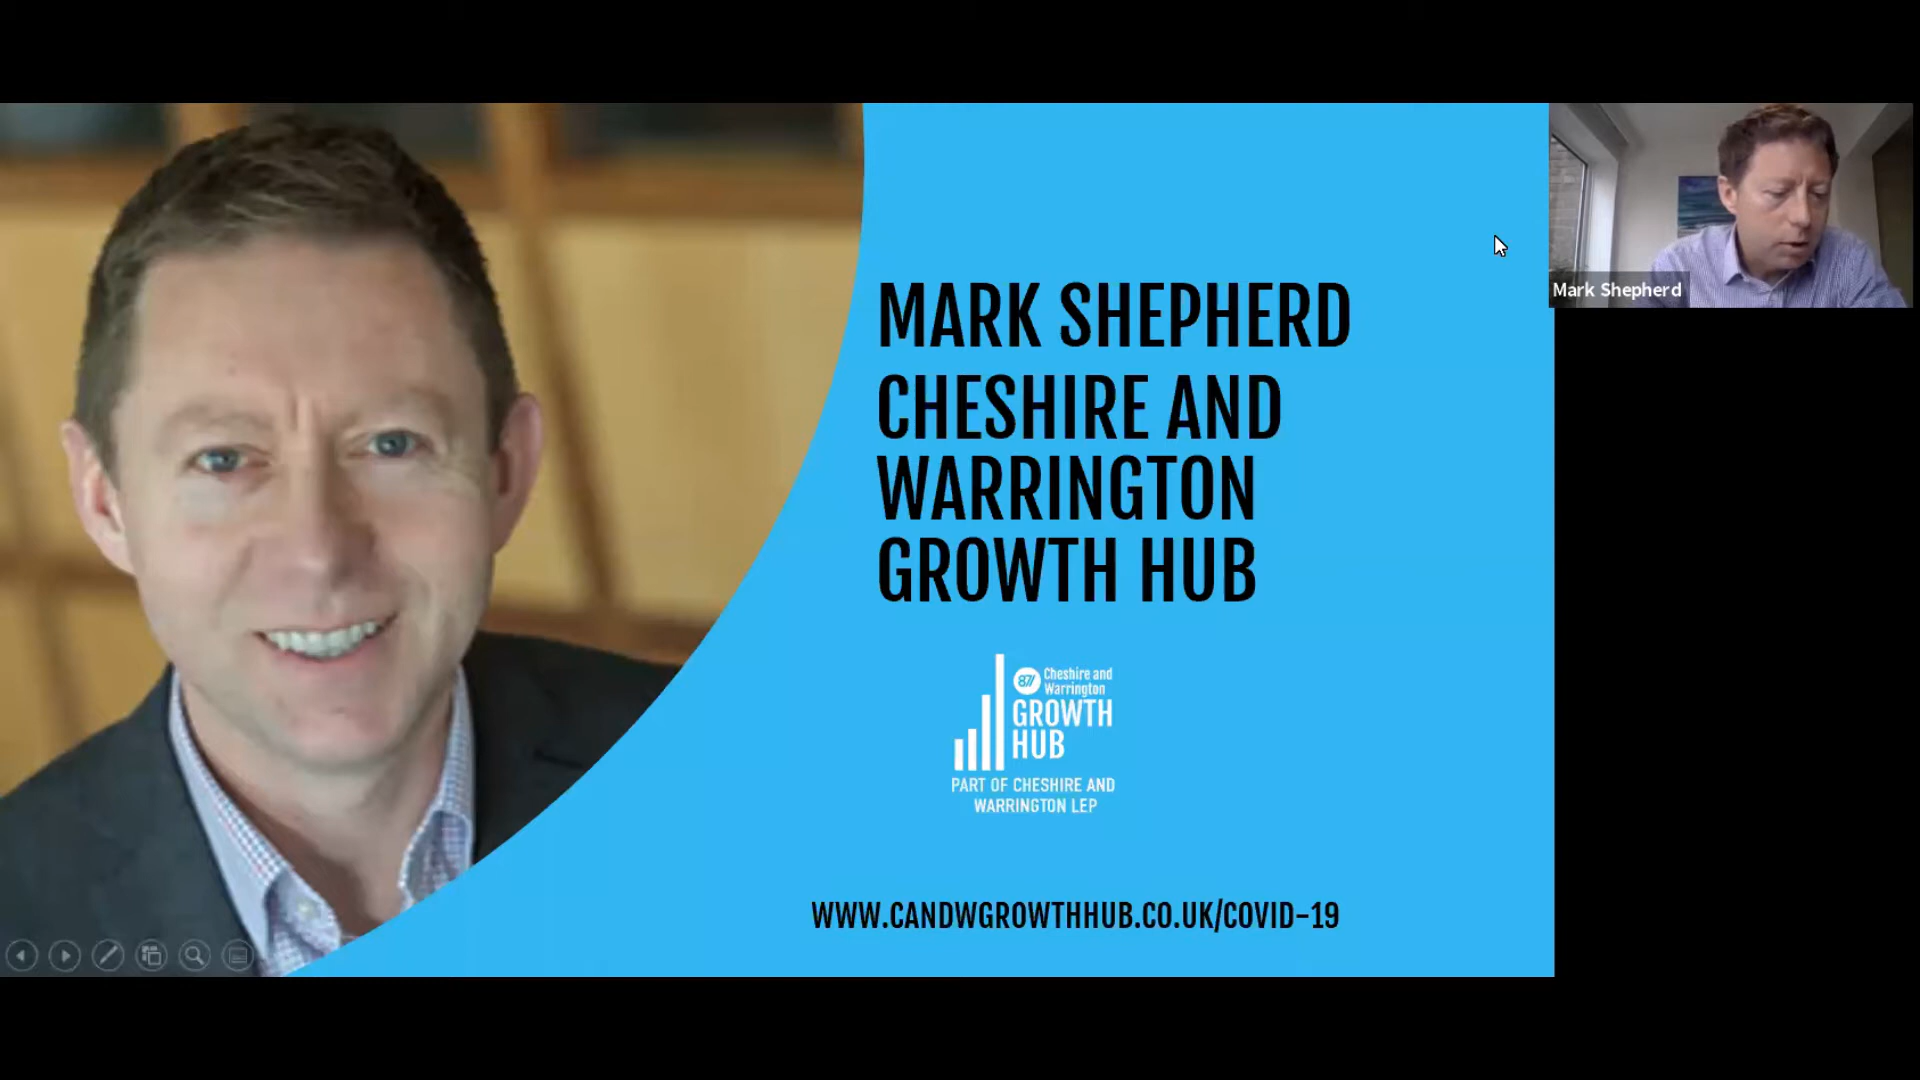 MARK SHEPHERD
CHESHIRE AND
WARRINGTON
GROWTH HUB
87//
Cheshire and
Warrington
GROWTH
HUB
PART OF CHESHIRE AND
WARRINGTON LEP
WWW.CANDWGROWTHHUB.CO.UK/COVID-19
Mark Shepherd